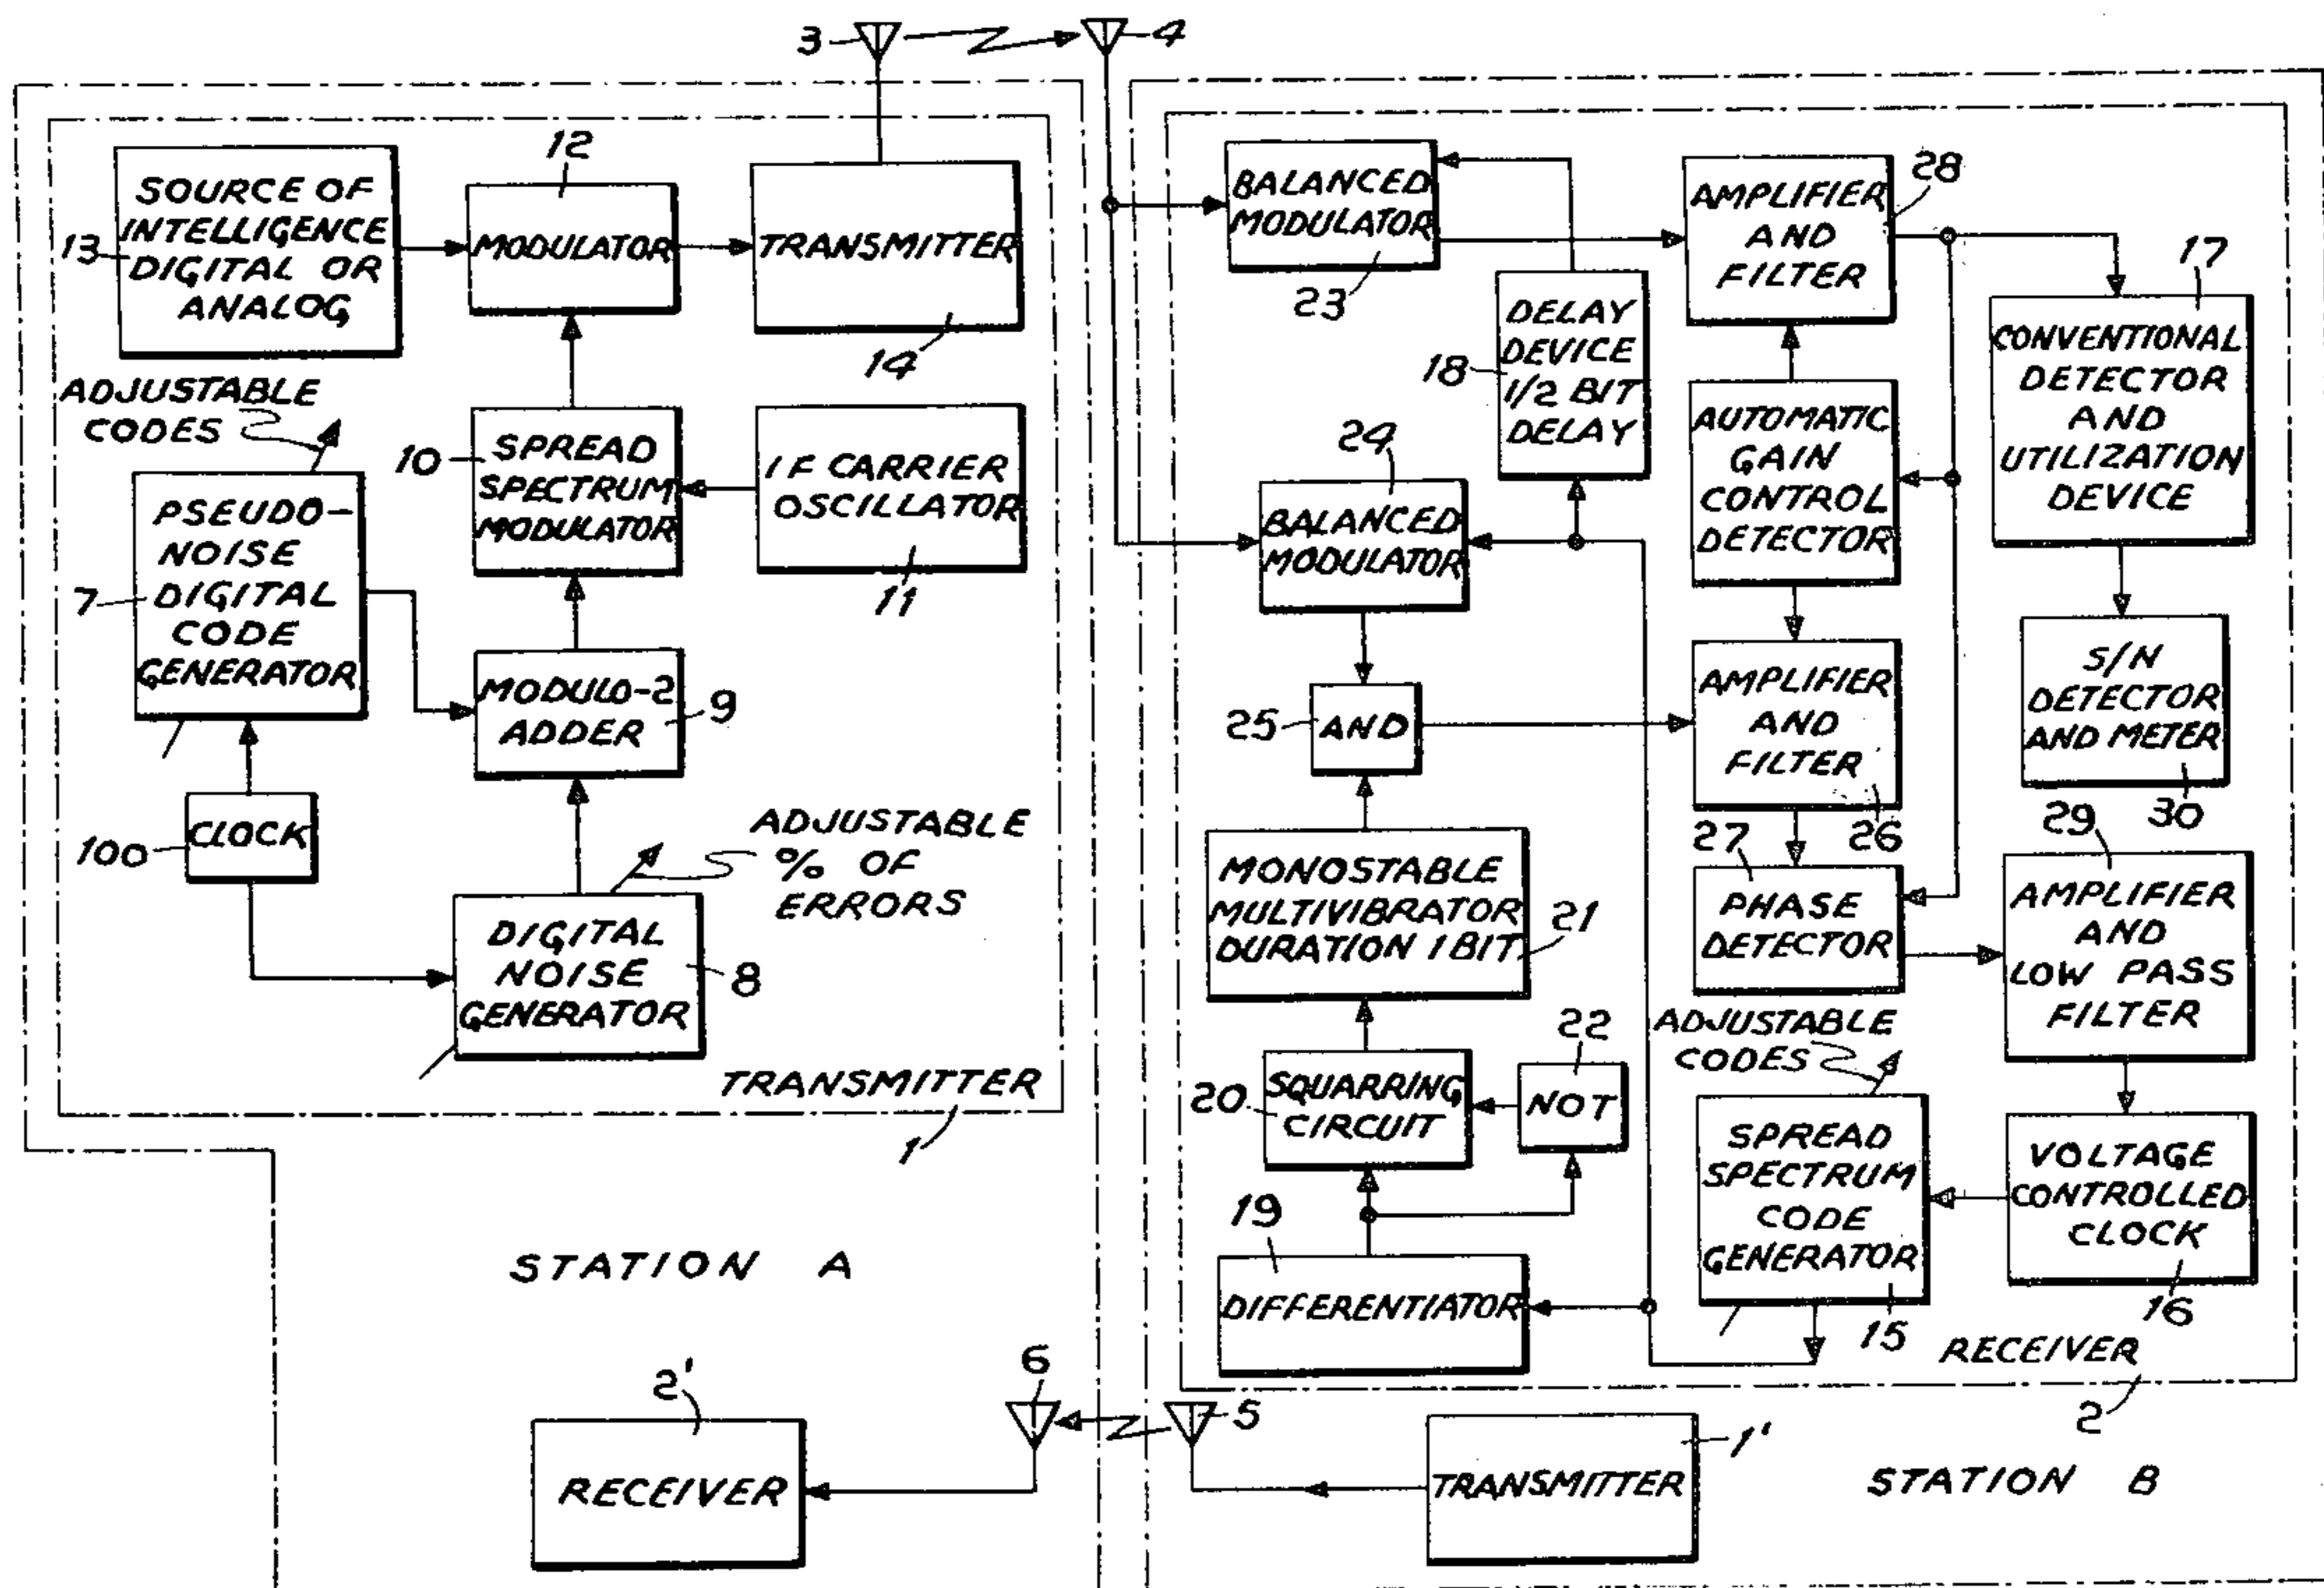 3
4
SOURCE OF
INTELLIGENCE
DIGITAL OR
ANALOG
13
12
MODULATOR
TRANSMITTER
14
ADJUSTABLE
CODES
10
SPREAD
SPECTRUM
MODULATOR
IF CARRIER
OSCILLATOR
11
PSEUDO-
NOISE
DIGITAL
CODE
GENERATOR
7
MODULO-2
ADDER
9
CLOCK
100
ADJUSTABLE
% OF
ERRORS
DIGITAL
NOISE
GENERATOR
8
TRANSMITTER
1
STATION A
2'
RECEIVER
6
BALANCED
MODULATOR
23
AMPLIFIER
AND
FILTER
28
DELAY
DEVICE
1/2 BIT
DELAY
18
17
CONVENTIONAL
DETECTOR
AND
UTILIZATION
DEVICE
AUTOMATIC
GAIN
CONTROL
DETECTOR
24
BALANCED
MODULATOR
25
AND
AMPLIFIER
AND
FILTER
26
S/N
DETECTOR
AND METER
30
MONOSTABLE
MULTIVIBRATOR
DURATION 1 BIT
21
27
PHASE
DETECTOR
29
AMPLIFIER
AND
LOW PASS
FILTER
20
SQUARRING
CIRCUIT
22
NOT
ADJUSTABLE
CODES
SPREAD
SPECTRUM
CODE
GENERATOR
15
VOLTAGE
CONTROLLED
CLOCK
16
19
DIFFERENTIATOR
RECEIVER
2
5
TRANSMITTER
1'
STATION B